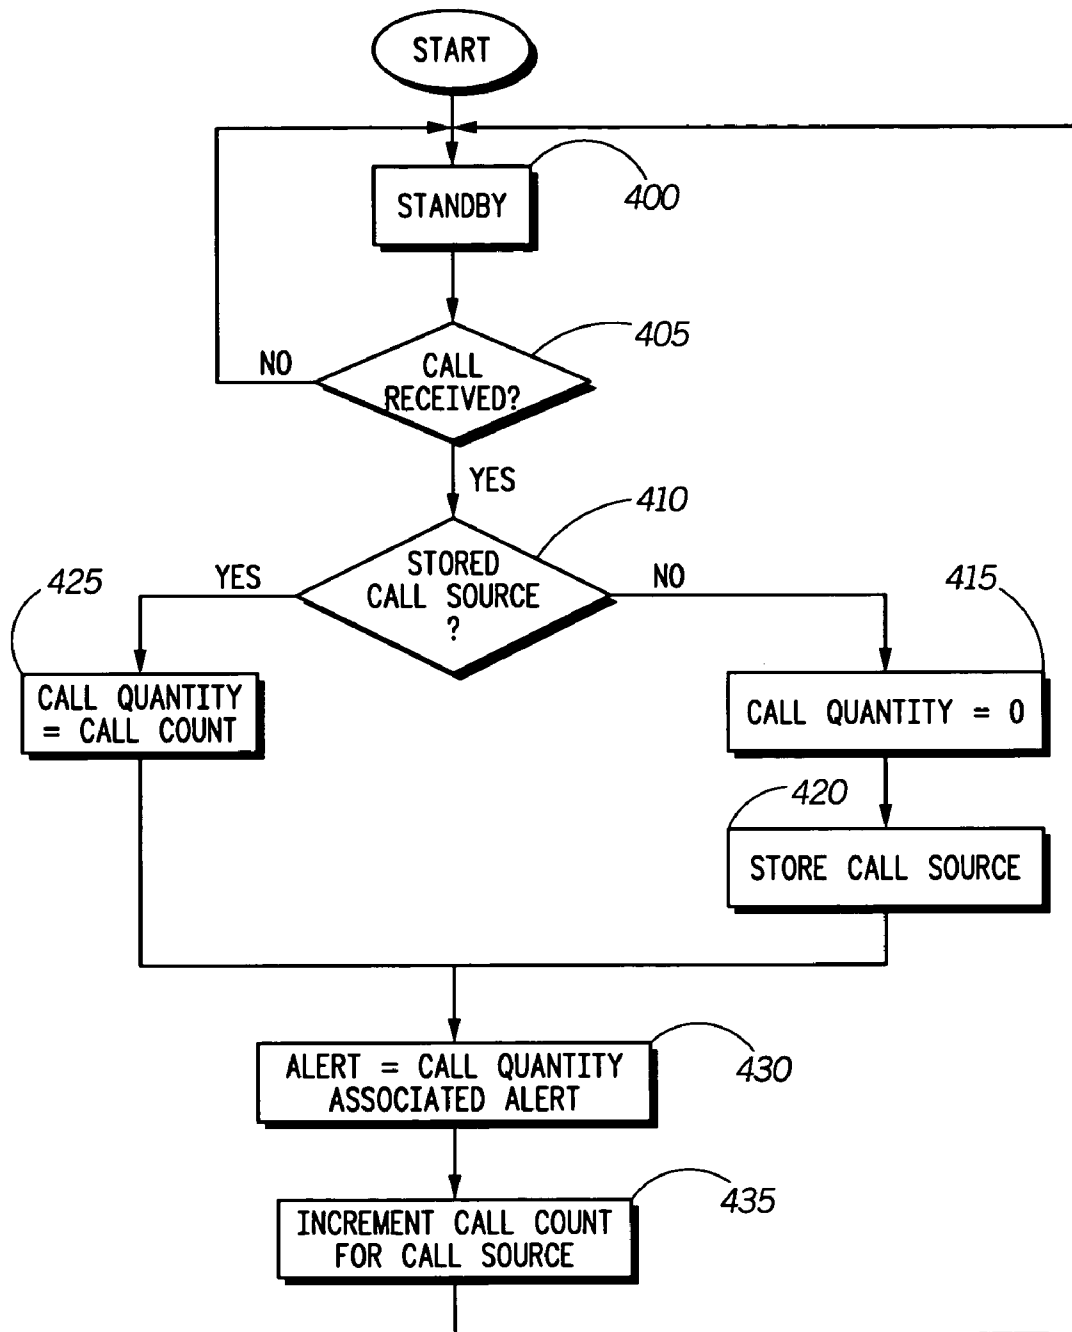 START
STANDBY
400
CALL
RECEIVED?
405
NO
YES
STORED
CALL SOURCE
?
410
YES
NO
425
CALL QUANTITY
= CALL COUNT
415
CALL QUANTITY = 0
420
STORE CALL SOURCE
ALERT = CALL QUANTITY
ASSOCIATED ALERT
430
INCREMENT CALL COUNT
FOR CALL SOURCE
435